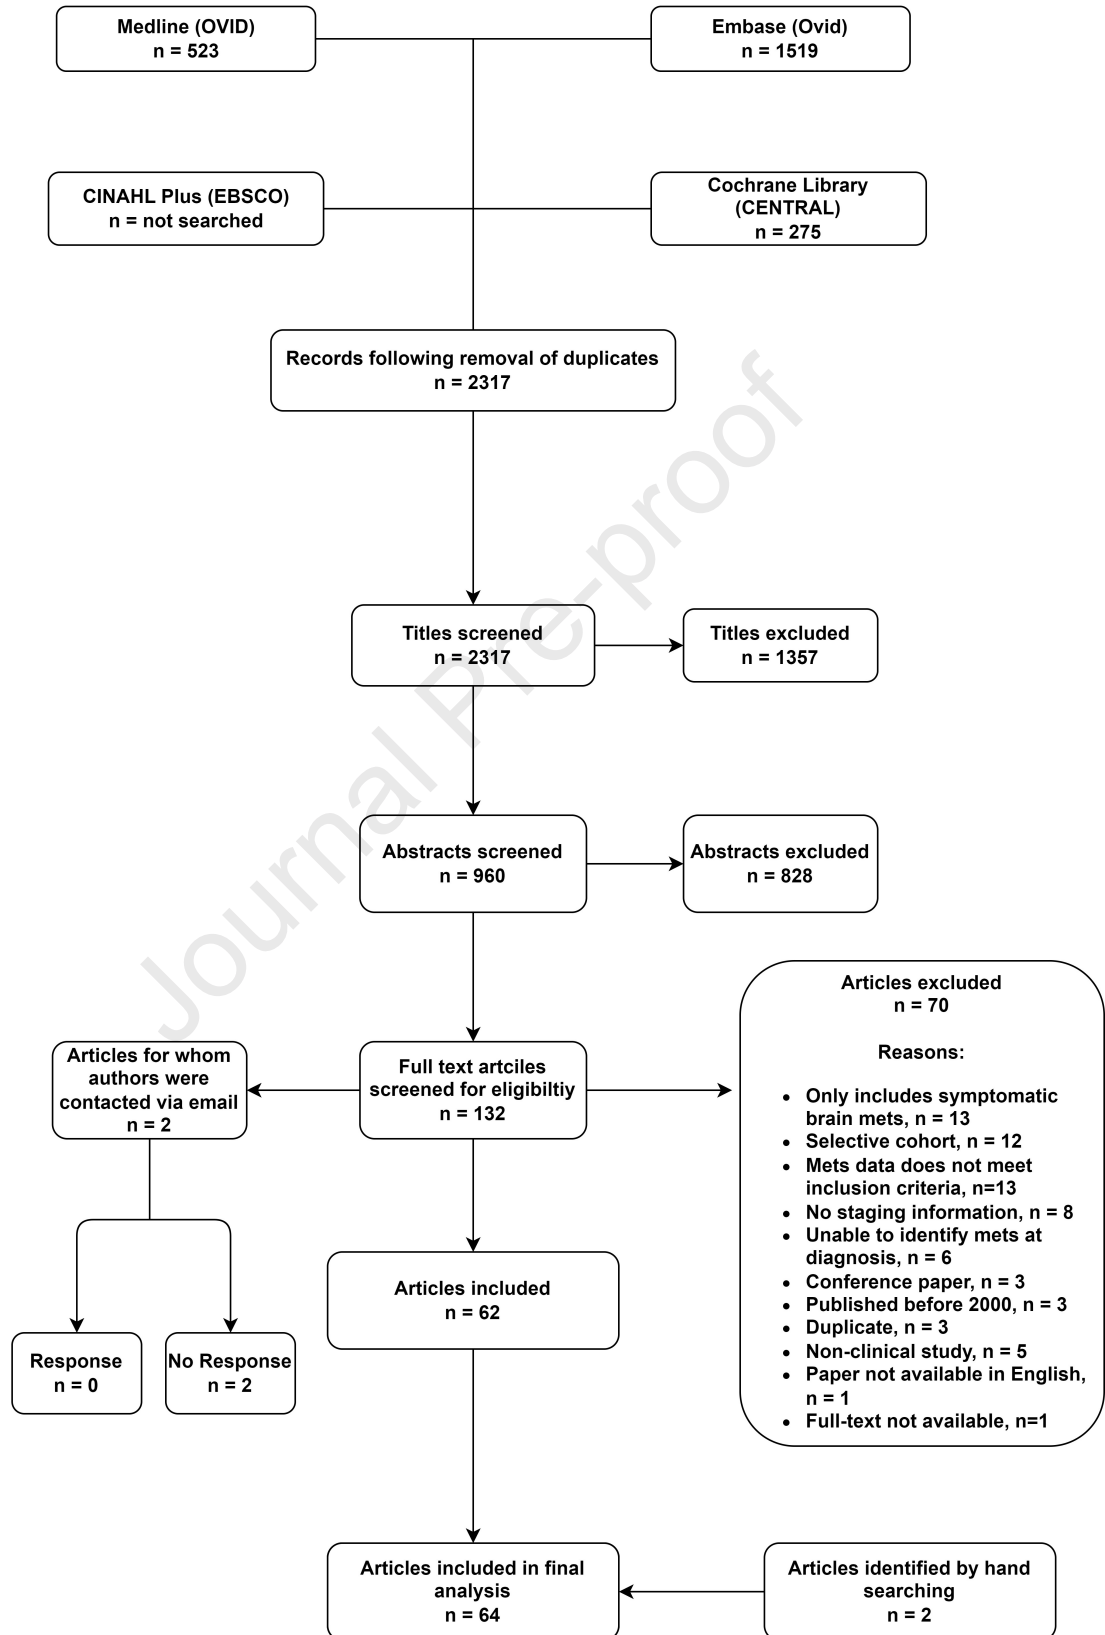 Medline (OVID)
n = 523
Embase (Ovid)
n = 1519
CINAHL Plus (EBSCO)
n = not searched
Cochrane Library
(CENTRAL)
n = 275
Records following removal of duplicates
n = 2317
Titles screened
n = 2317
Titles excluded
n = 1357
Abstracts screened
n = 960
Abstracts excluded
n = 828
Articles for whom
authors were
contacted via email
n = 2
Full text artciles
screened for eligibiltiy
n = 132
Articles excluded
n = 70
Reasons:
• Only includes symptomatic
brain mets, n = 13
• Selective cohort, n = 12
• Mets data does not meet
inclusion criteria, n=13
• No staging information, n = 8
• Unable to identify mets at
diagnosis, n = 6
• Conference paper, n = 3
• Published before 2000, n = 3
• Duplicate, n = 3
• Non-clinical study, n = 5
• Paper not available in English,
n = 1
• Full-text not available, n=1
Articles included
n = 62
Response
n = 0
No Response
n = 2
Articles included in final
analysis
n = 64
Articles identified by hand
searching
n = 2
Journal Pre-proof